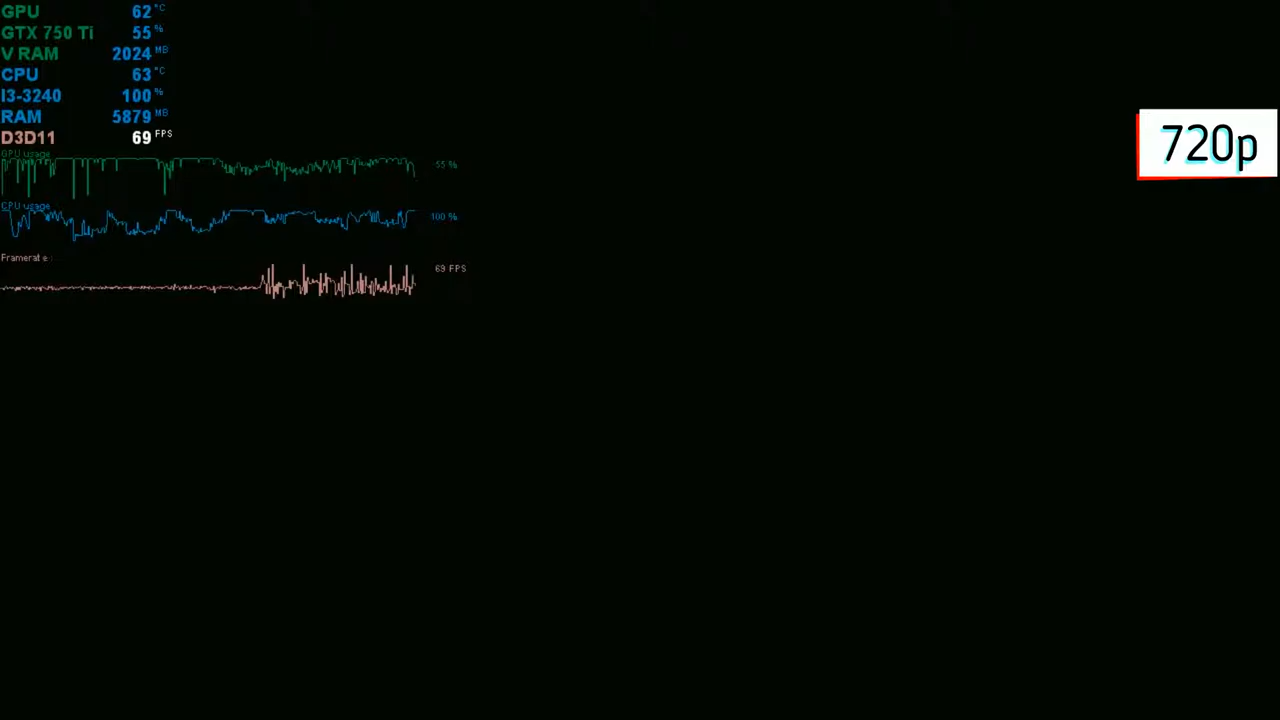 GPU 62 °C
GTX 750 Ti 55 %
V RAM 2024 MB
CPU 63 °C
I3-3240 100 %
RAM 5879 MB
D3D11 69 FPS
GPU usage
55 %
CPU usage
100 %
Framerate :
69 FPS
720p